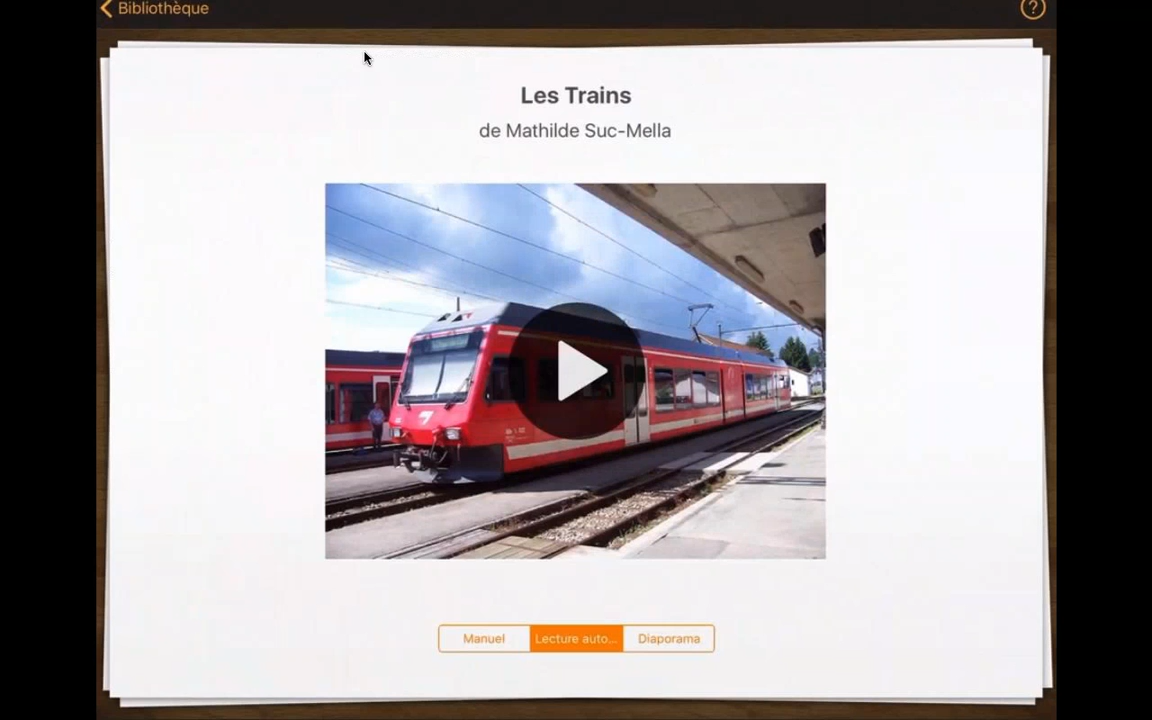 Bibliothèque
?
Les Trains
de Mathilde Suc-Mella
Manuel
Lecture auto...
Diaporama